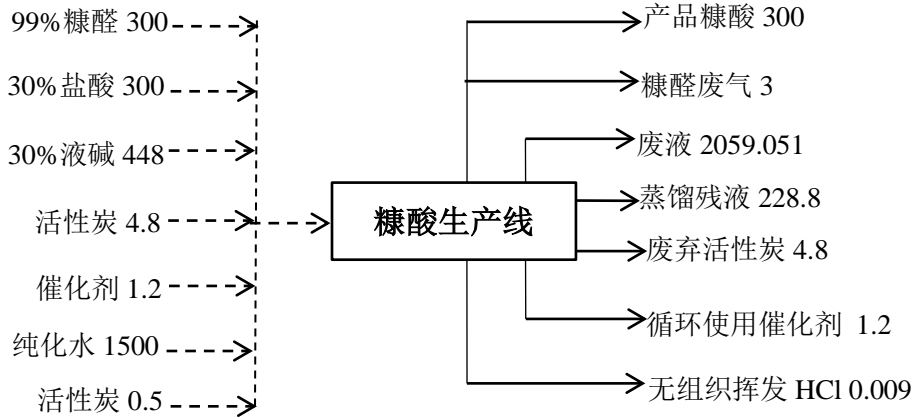 99%糠醛 300
30%盐酸 300
30%液碱 448
活性炭 4.8
催化剂 1.2
纯化水 1500
活性炭 0.5
糠酸生产线
产品糠酸 300
糠醛废气 3
废液 2059.051
蒸馏残液 228.8
废弃活性炭 4.8
循环使用催化剂 1.2
无组织挥发 HCl 0.009